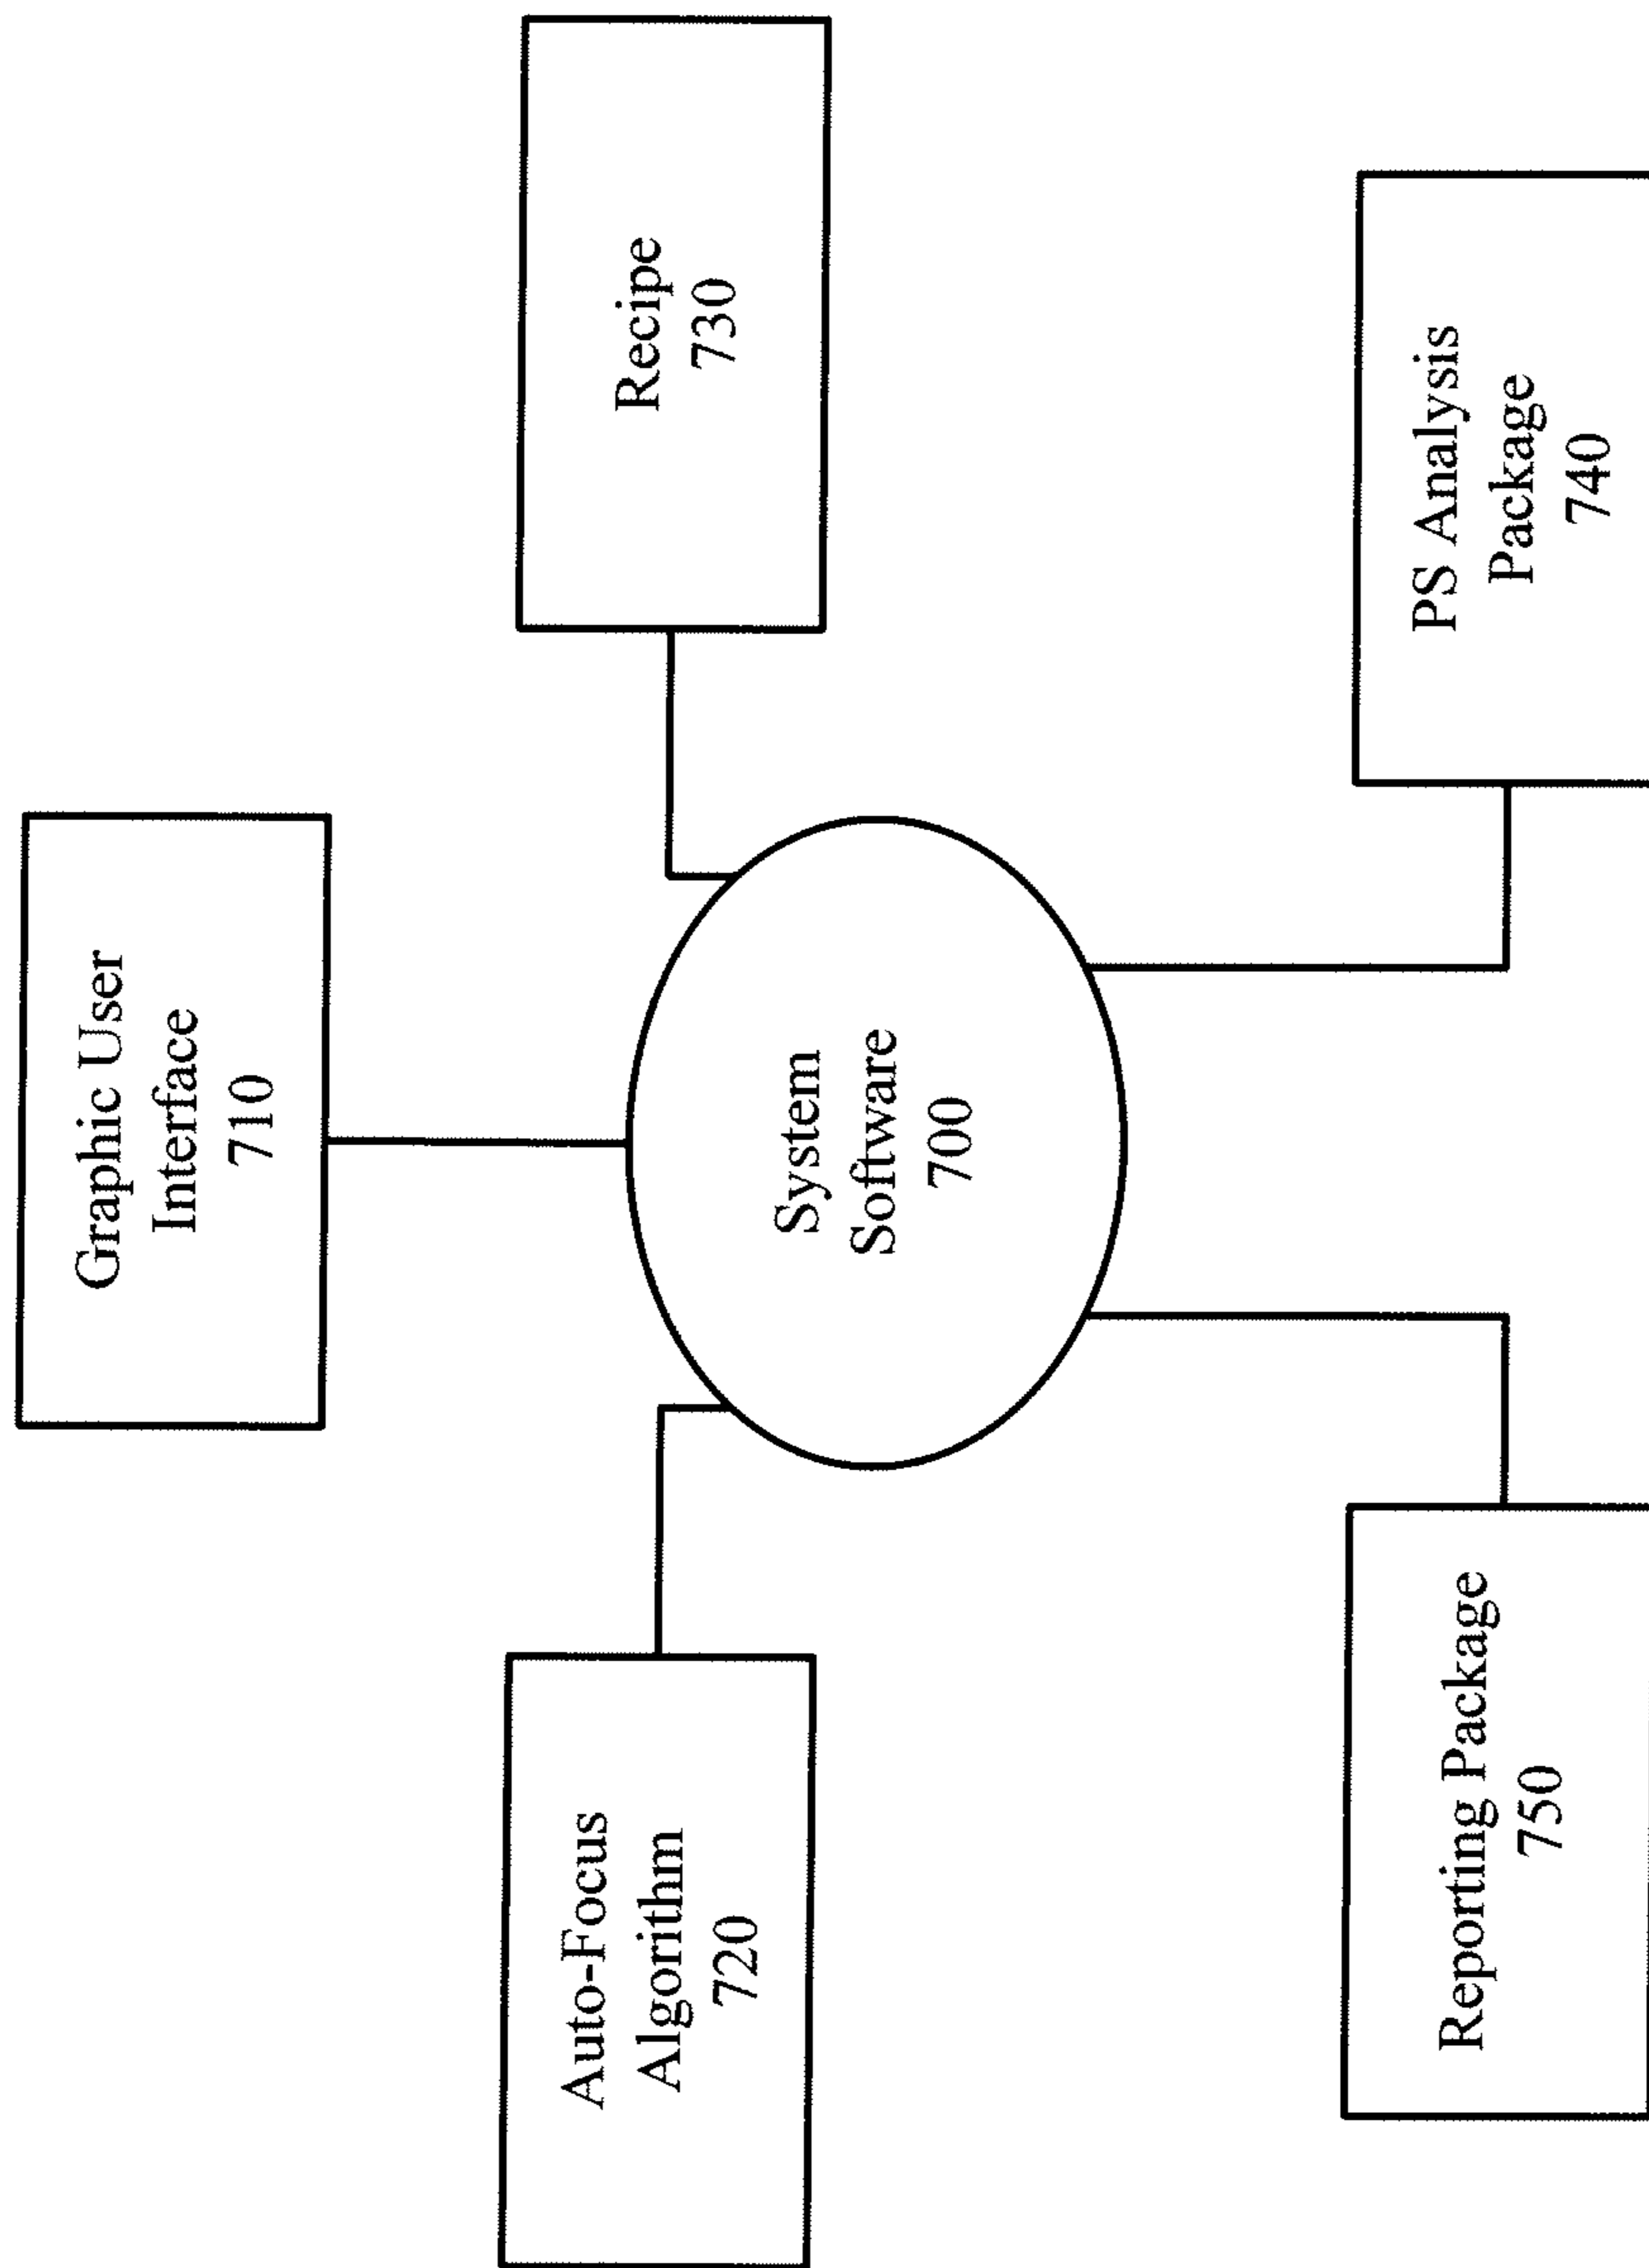 Graphic User
Interface
710
Auto-Focus
Algorithm
720
System
Software
700
Recipe
730
Reporting Package
750
PS Analysis
Package
740